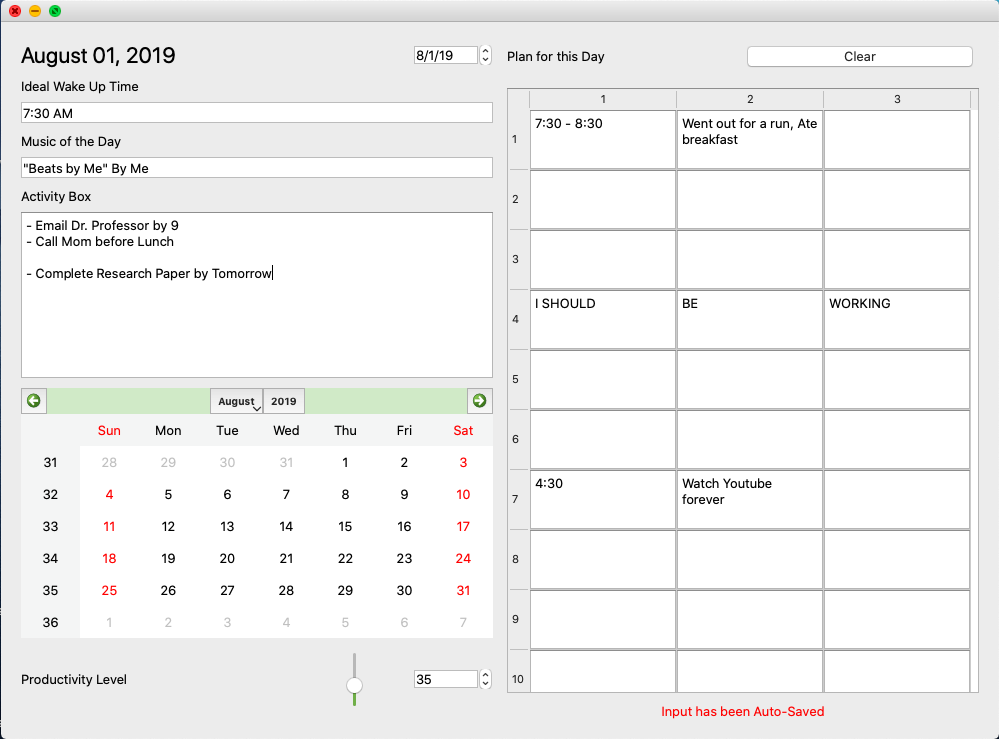 August 01, 2019
8/1/19
Ideal Wake Up Time
7:30 AM
Music of the Day
"Beats by Me" By Me
Activity Box
- Email Dr. Professor by 9
- Call Mom before Lunch
- Complete Research Paper by Tomorrow
August 2019
Sun Mon Tue Wed Thu Fri Sat
31 28 29 30 31 1 2 3
32 4 5 6 7 8 9 10
33 11 12 13 14 15 16 17
34 18 19 20 21 22 23 24
35 25 26 27 28 29 30 31
36 1 2 3 4 5 6 7
Productivity Level
35
Plan for this Day
Clear
1 2 3
1 7:30 - 8:30 Went out for a run, Ate
breakfast
2
3
4 I SHOULD BE WORKING
5
6
7 4:30 Watch Youtube
forever
8
9
10
Input has been Auto-Saved